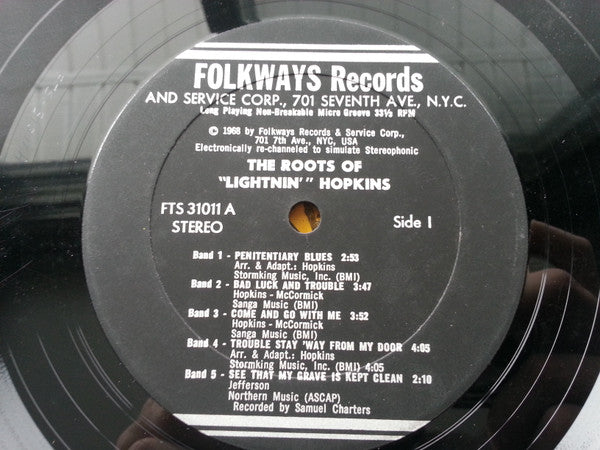 FOLKWAYS Records
AND SERVICE CORP., 701 SEVENTH AVE., N.Y.C.
Long Playing Non-Breakable Micro Groove 33⅓ RPM
© 1968 by Folkways Records & Service Corp.,
701 7th Ave., NYC, USA
Electronically re-channeled to simulate Stereophonic
THE ROOTS OF
"LIGHTNIN'" HOPKINS
FTS 31011 A
STEREO
Side 1
Band 1 - PENITENTIARY BLUES 2:53
Arr. & Adapt.: Hopkins
Stormking Music, Inc. (BMI)
Band 2 - BAD LUCK AND TROUBLE 3:47
Hopkins - McCormick
Sanga Music (BMI)
Band 3 - COME AND GO WITH ME 3:52
Hopkins - McCormick
Sanga Music (BMI)
Band 4 - TROUBLE STAY 'WAY FROM MY DOOR 4:05
Arr. & Adapt.: Hopkins
Stormking Music, Inc. (BMI) 4:05
Band 5 - SEE THAT MY GRAVE IS KEPT CLEAN 2:10
Jefferson
Northern Music (ASCAP)
Recorded by Samuel Charters